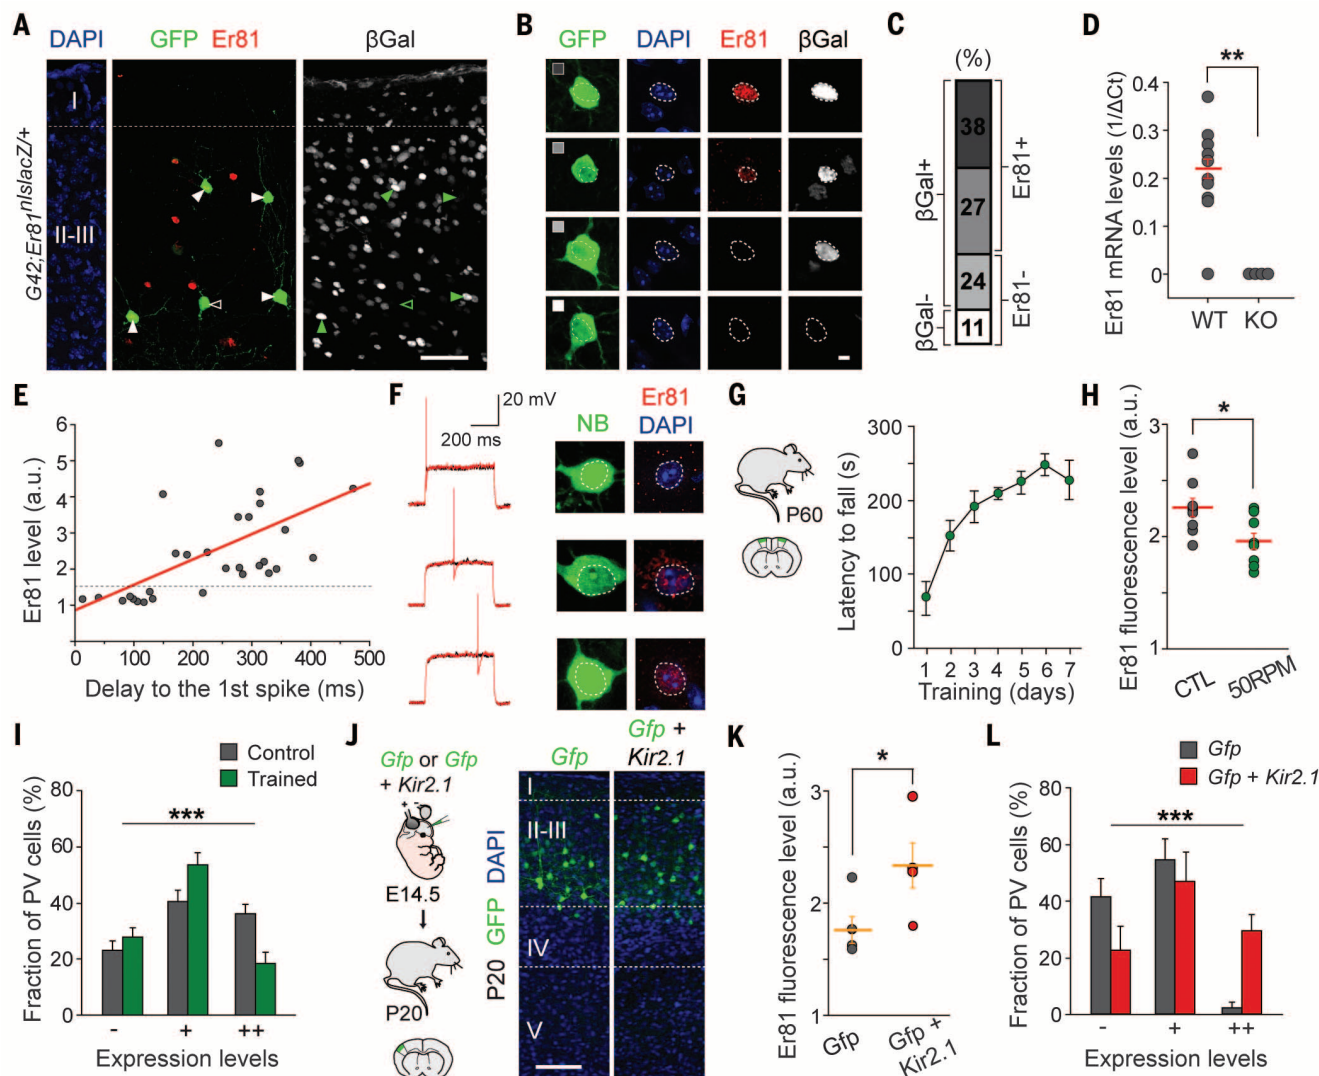 A
DAPI
GFP Er81
βGal
G42;Er81nlslacZ/+
I
II-III
B
GFP
DAPI
Er81
βGal
C
(%)
38
27
24
11
βGal+
βGal-
Er81+
Er81-
D
**
Er81 mRNA levels (1/ΔCt)
0.4
0.3
0.2
0.1
0
WT
KO
E
Er81 level (a.u.)
6
5
4
3
2
1
0
100
200
300
400
500
Delay to the 1st spike (ms)
F
20 mV
200 ms
NB
Er81
DAPI
G
P60
Latency to fall (s)
300
200
100
0
1 2 3 4 5 6 7
Training (days)
H
*
Er81 fluorescence level (a.u.)
3
2
1
CTL
50RPM
I
Control
Trained
***
Fraction of PV cells (%)
80
60
40
20
0
- + ++
Expression levels
J
Gfp or Gfp
+ Kir2.1
+ -
E14.5
P20
Gfp
Gfp +
Kir2.1
P20 GFP DAPI
I
II-III
IV
V
K
*
Er81 fluorescence level (a.u.)
3
2
1
Gfp
Gfp +
Kir2.1
L
Gfp
Gfp + Kir2.1
***
Fraction of PV cells (%)
80
60
40
20
0
- + ++
Expression levels